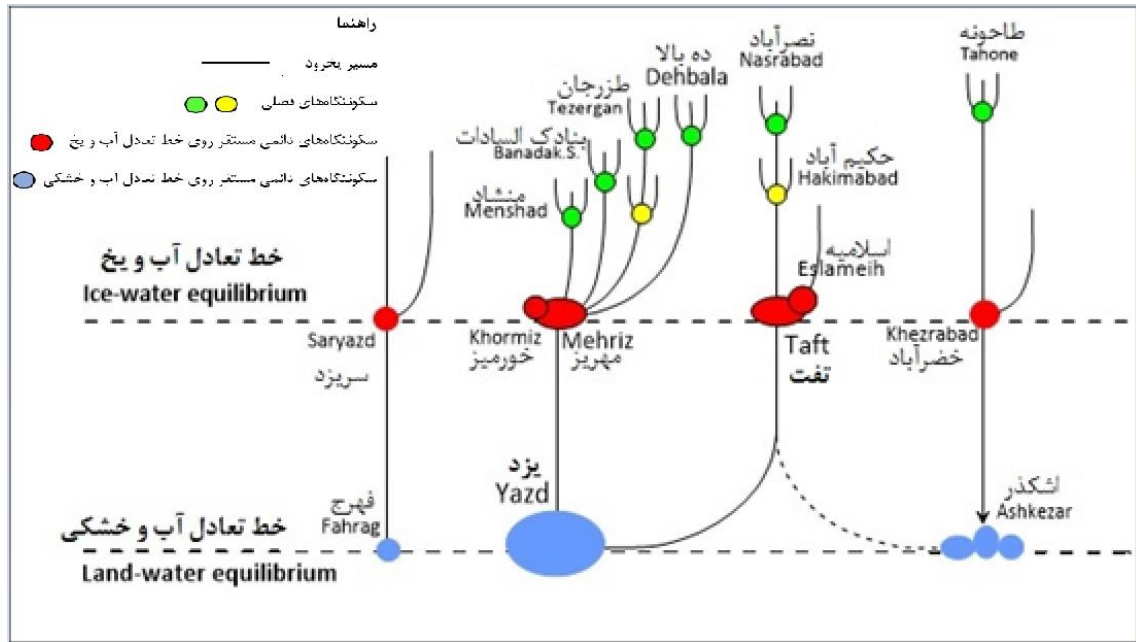 راهنما
مسیر یخرود
سکونتگاه‌های فصلی
سکونتگاه‌های دائمی مستقر روی خط تعادل آب و یخ
سکونتگاه‌های دائمی مستقر روی خط تعادل آب و خشکی
طاحونه
Tahone
نصرآباد
Nasrabad
ده بالا
Dehbala
طزرجان
Tezergan
بنادک السادات
Banadak.S.
منشاد
Menshad
حکیم آباد
Hakimabad
اسلامیه
Eslameih
خط تعادل آب و یخ
Ice-water equilibrium
Saryazd
سریزد
Khormiz
خورمیز
Mehriz
مهریز
Taft
تفت
Khezrabad
خضرآباد
یزد
Yazd
فهرج
Fahrag
اشکذر
Ashkezar
خط تعادل آب و خشکی
Land-water equilibrium